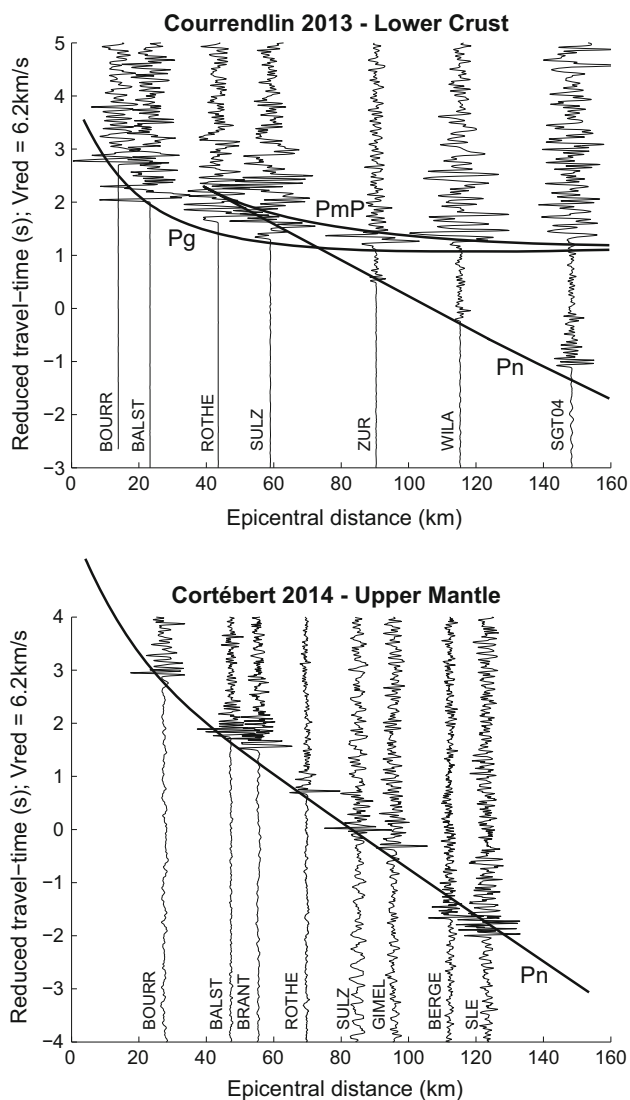 Courrendlin 2013 - Lower Crust
Reduced travel−time (s); Vred = 6.2km/s
5
4
3
2
1
0
−1
−2
−3
PmP
Pg
Pn
BOURR
BALST
ROTHE
SULZ
ZUR
WILA
SGT04
0 20 40 60 80 100 120 140 160
Epicentral distance (km)
Cortébert 2014 - Upper Mantle
Reduced travel−time (s); Vred = 6.2km/s
4
3
2
1
0
−1
−2
−3
−4
Pn
BOURR
BALST
BRANT
ROTHE
SULZ
GIMEL
BERGE
SLE
0 20 40 60 80 100 120 140 160
Epicentral distance (km)